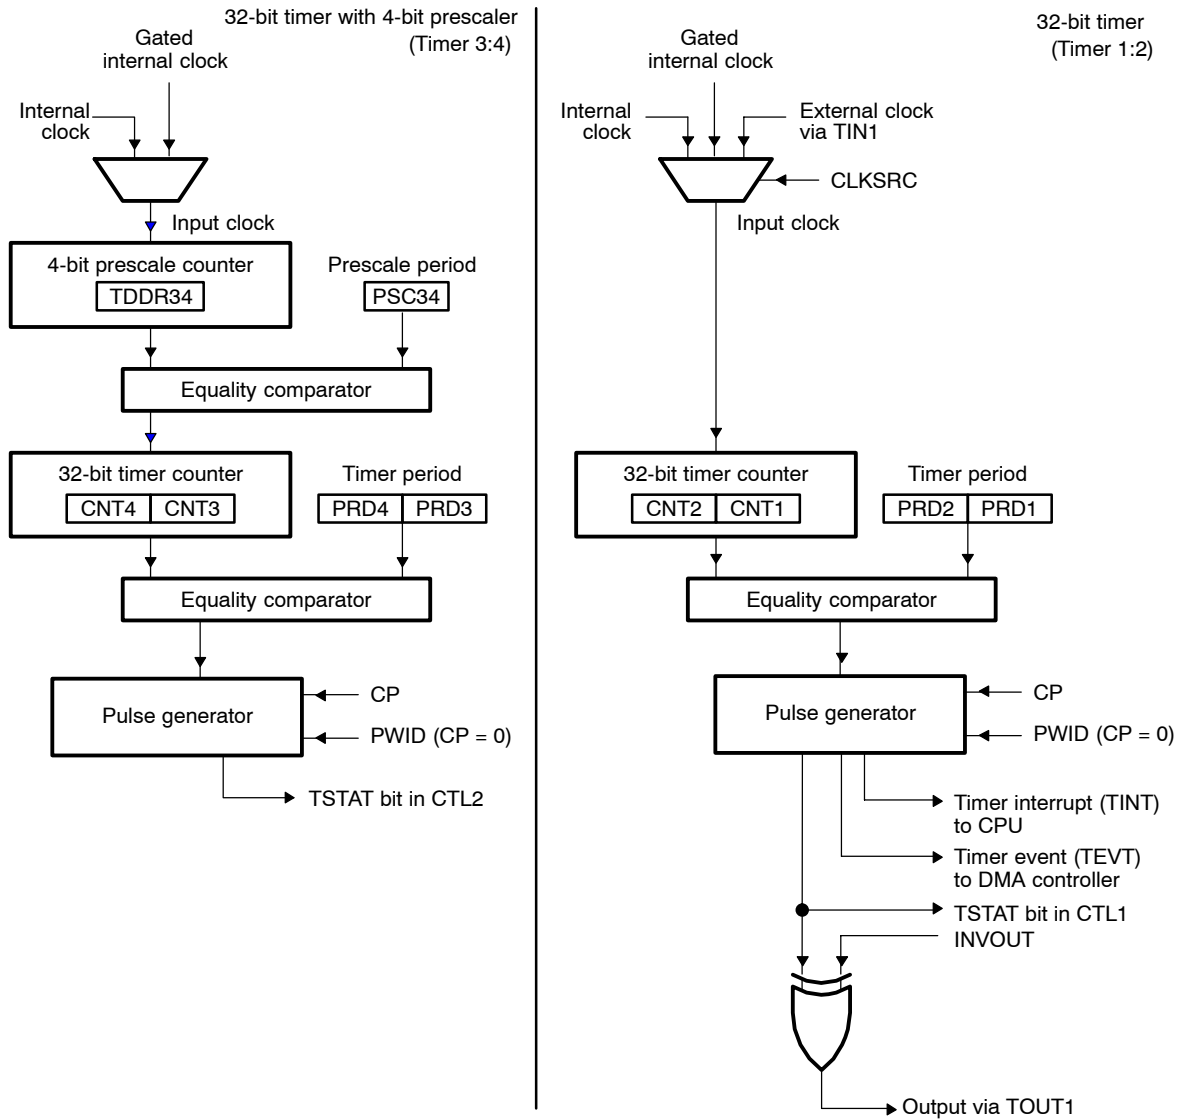 32-bit timer with 4-bit prescaler
(Timer 3:4)
Gated
internal clock
Internal
clock
Input clock
4-bit prescale counter
TDDR34
Prescale period
PSC34
Equality comparator
32-bit timer counter
CNT4 CNT3
Timer period
PRD4 PRD3
Equality comparator
Pulse generator
CP
PWID (CP = 0)
TSTAT bit in CTL2
32-bit timer
(Timer 1:2)
Gated
internal clock
Internal
clock
External clock
via TIN1
CLKSRC
Input clock
32-bit timer counter
CNT2 CNT1
Timer period
PRD2 PRD1
Equality comparator
Pulse generator
CP
PWID (CP = 0)
Timer interrupt (TINT)
to CPU
Timer event (TEVT)
to DMA controller
TSTAT bit in CTL1
INVOUT
Output via TOUT1